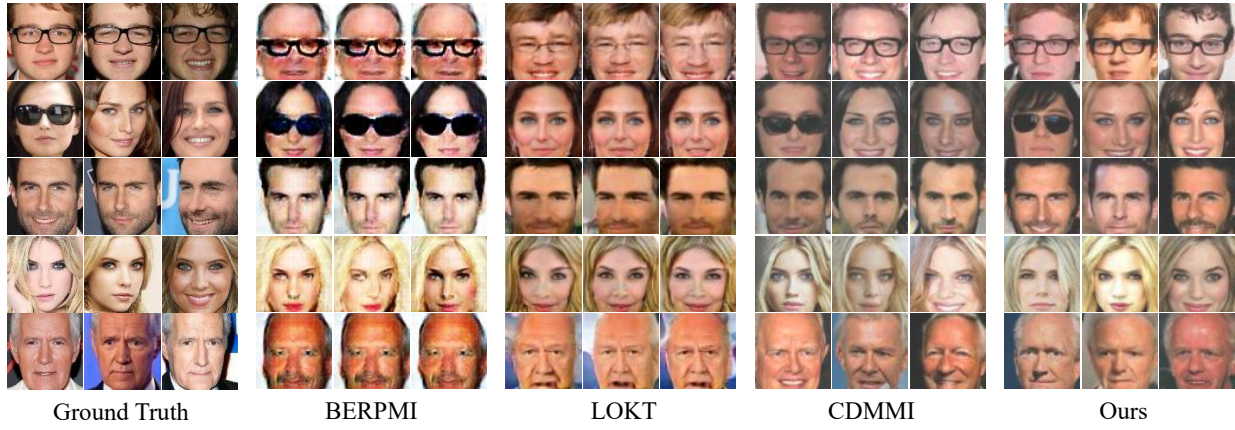 J
Ground Truth
BERPMI
LOKT
CDMMI
Ours